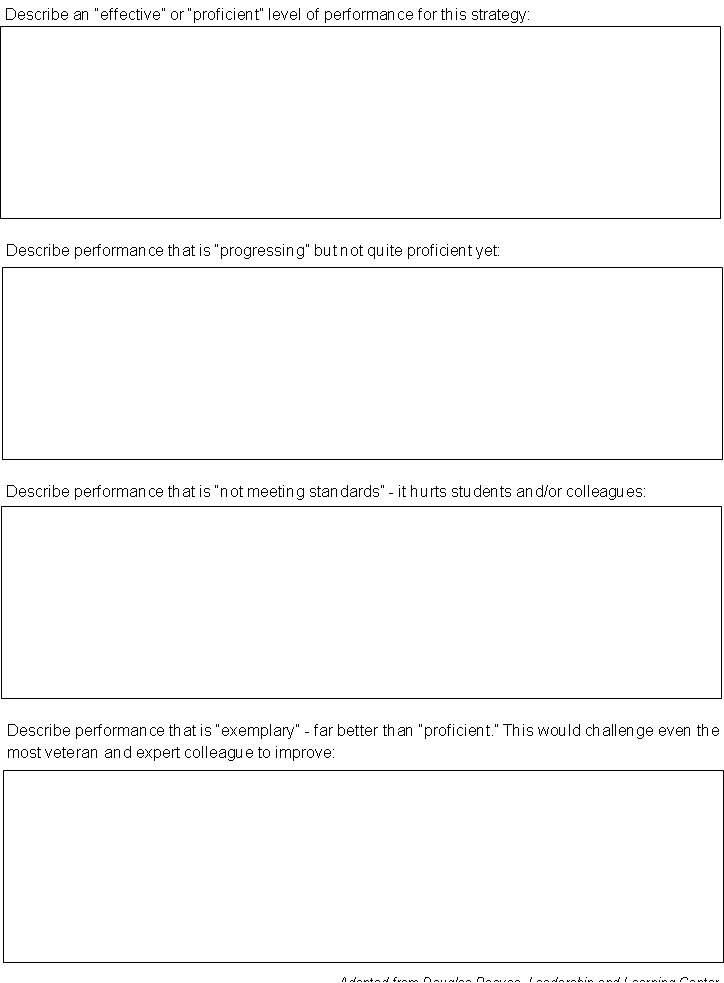 Describe an "effective" or "proficient" level of performance for this strategy:
Describe performance that is "progressing" but not quite proficient yet:
Describe performance that is "not meeting standards" - it hurts students and/or colleagues:
Describe performance that is "exemplary" - far better than "proficient." This would challenge even the
most veteran and expert colleague to improve:
Adapted from Douglas Reeves, Leadership and Learning Center